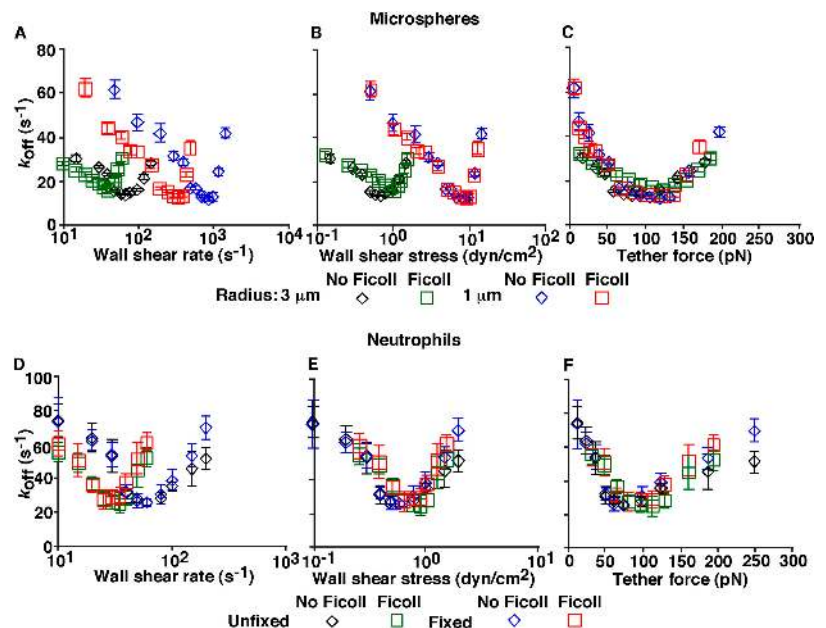 Microspheres
A B C
80
60
40
20
0
k_off (s⁻¹)
10¹ 10² 10³ 10⁴
Wall shear rate (s⁻¹)
10⁻¹ 10⁰ 10¹ 10²
Wall shear stress (dyn/cm²)
0 50 100 150 200 250 300
Tether force (pN)
No Ficoll Ficoll No Ficoll Ficoll
Radius: 3 μm 1 μm
Neutrophils
D E F
100
80
60
40
20
0
k_off (s⁻¹)
10¹ 10² 10³
Wall shear rate (s⁻¹)
10⁻¹ 10⁰ 10¹
Wall shear stress (dyn/cm²)
0 50 100 150 200 250 300
Tether force (pN)
No Ficoll Ficoll No Ficoll Ficoll
Unfixed Fixed